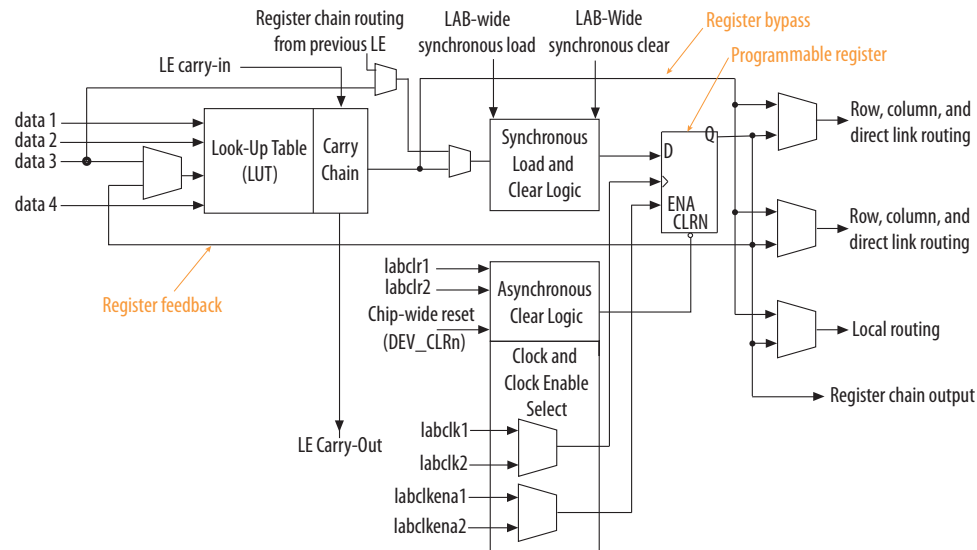 Register chain routing
from previous LE
LAB-wide
synchronous load
LAB-Wide
synchronous clear
Register bypass
Programmable register
LE carry-in
data 1
data 2
data 3
data 4
Look-Up Table
(LUT)
Carry
Chain
Synchronous
Load and
Clear Logic
D
Q
ENA
CLRN
Row, column, and
direct link routing
Row, column, and
direct link routing
Local routing
Register chain output
Register feedback
labclr1
labclr2
Chip-wide reset
(DEV_CLRn)
Asynchronous
Clear Logic
Clock and
Clock Enable
Select
labclk1
labclk2
labclkena1
labclkena2
LE Carry-Out